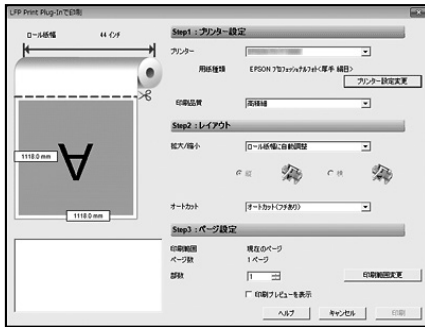 LFP Print Plug-Inで印刷
ロール紙幅 44 インチ
1118.0 mm
1118.0 mm
Step1 : プリンター設定
プリンター
用紙種類 EPSON プロフェッショナルフォト<厚手 絹目>
プリンター設定変更
印刷品質 高精細
Step2 : レイアウト
拡大/縮小 ロール紙幅に自動調整
縦 横
オートカット オートカット(フチあり)
Step3 : ページ設定
印刷範囲 現在のページ
ページ数 1 ページ
部数 1 印刷範囲変更
印刷プレビューを表示
ヘルプ キャンセル 印刷